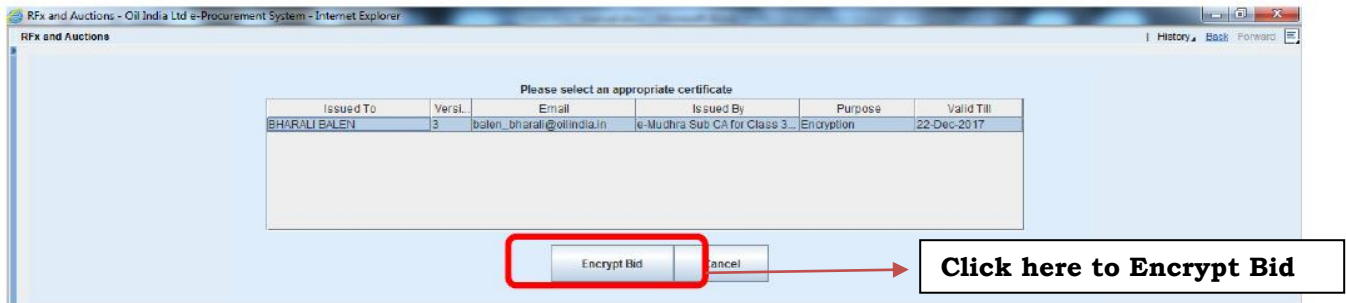 RFx and Auctions - Oil India Ltd e-Procurement System - Internet Explorer
RFx and Auctions | History Back Forward
Please select an appropriate certificate
Issued To Versi... Email Issued By Purpose Valid Till
BHARALI BALEN 3 balen_bharali@oilindia.in e-Mudhra Sub CA for Class 3... Encryption 22-Dec-2017
Encrypt Bid Cancel
Click here to Encrypt Bid